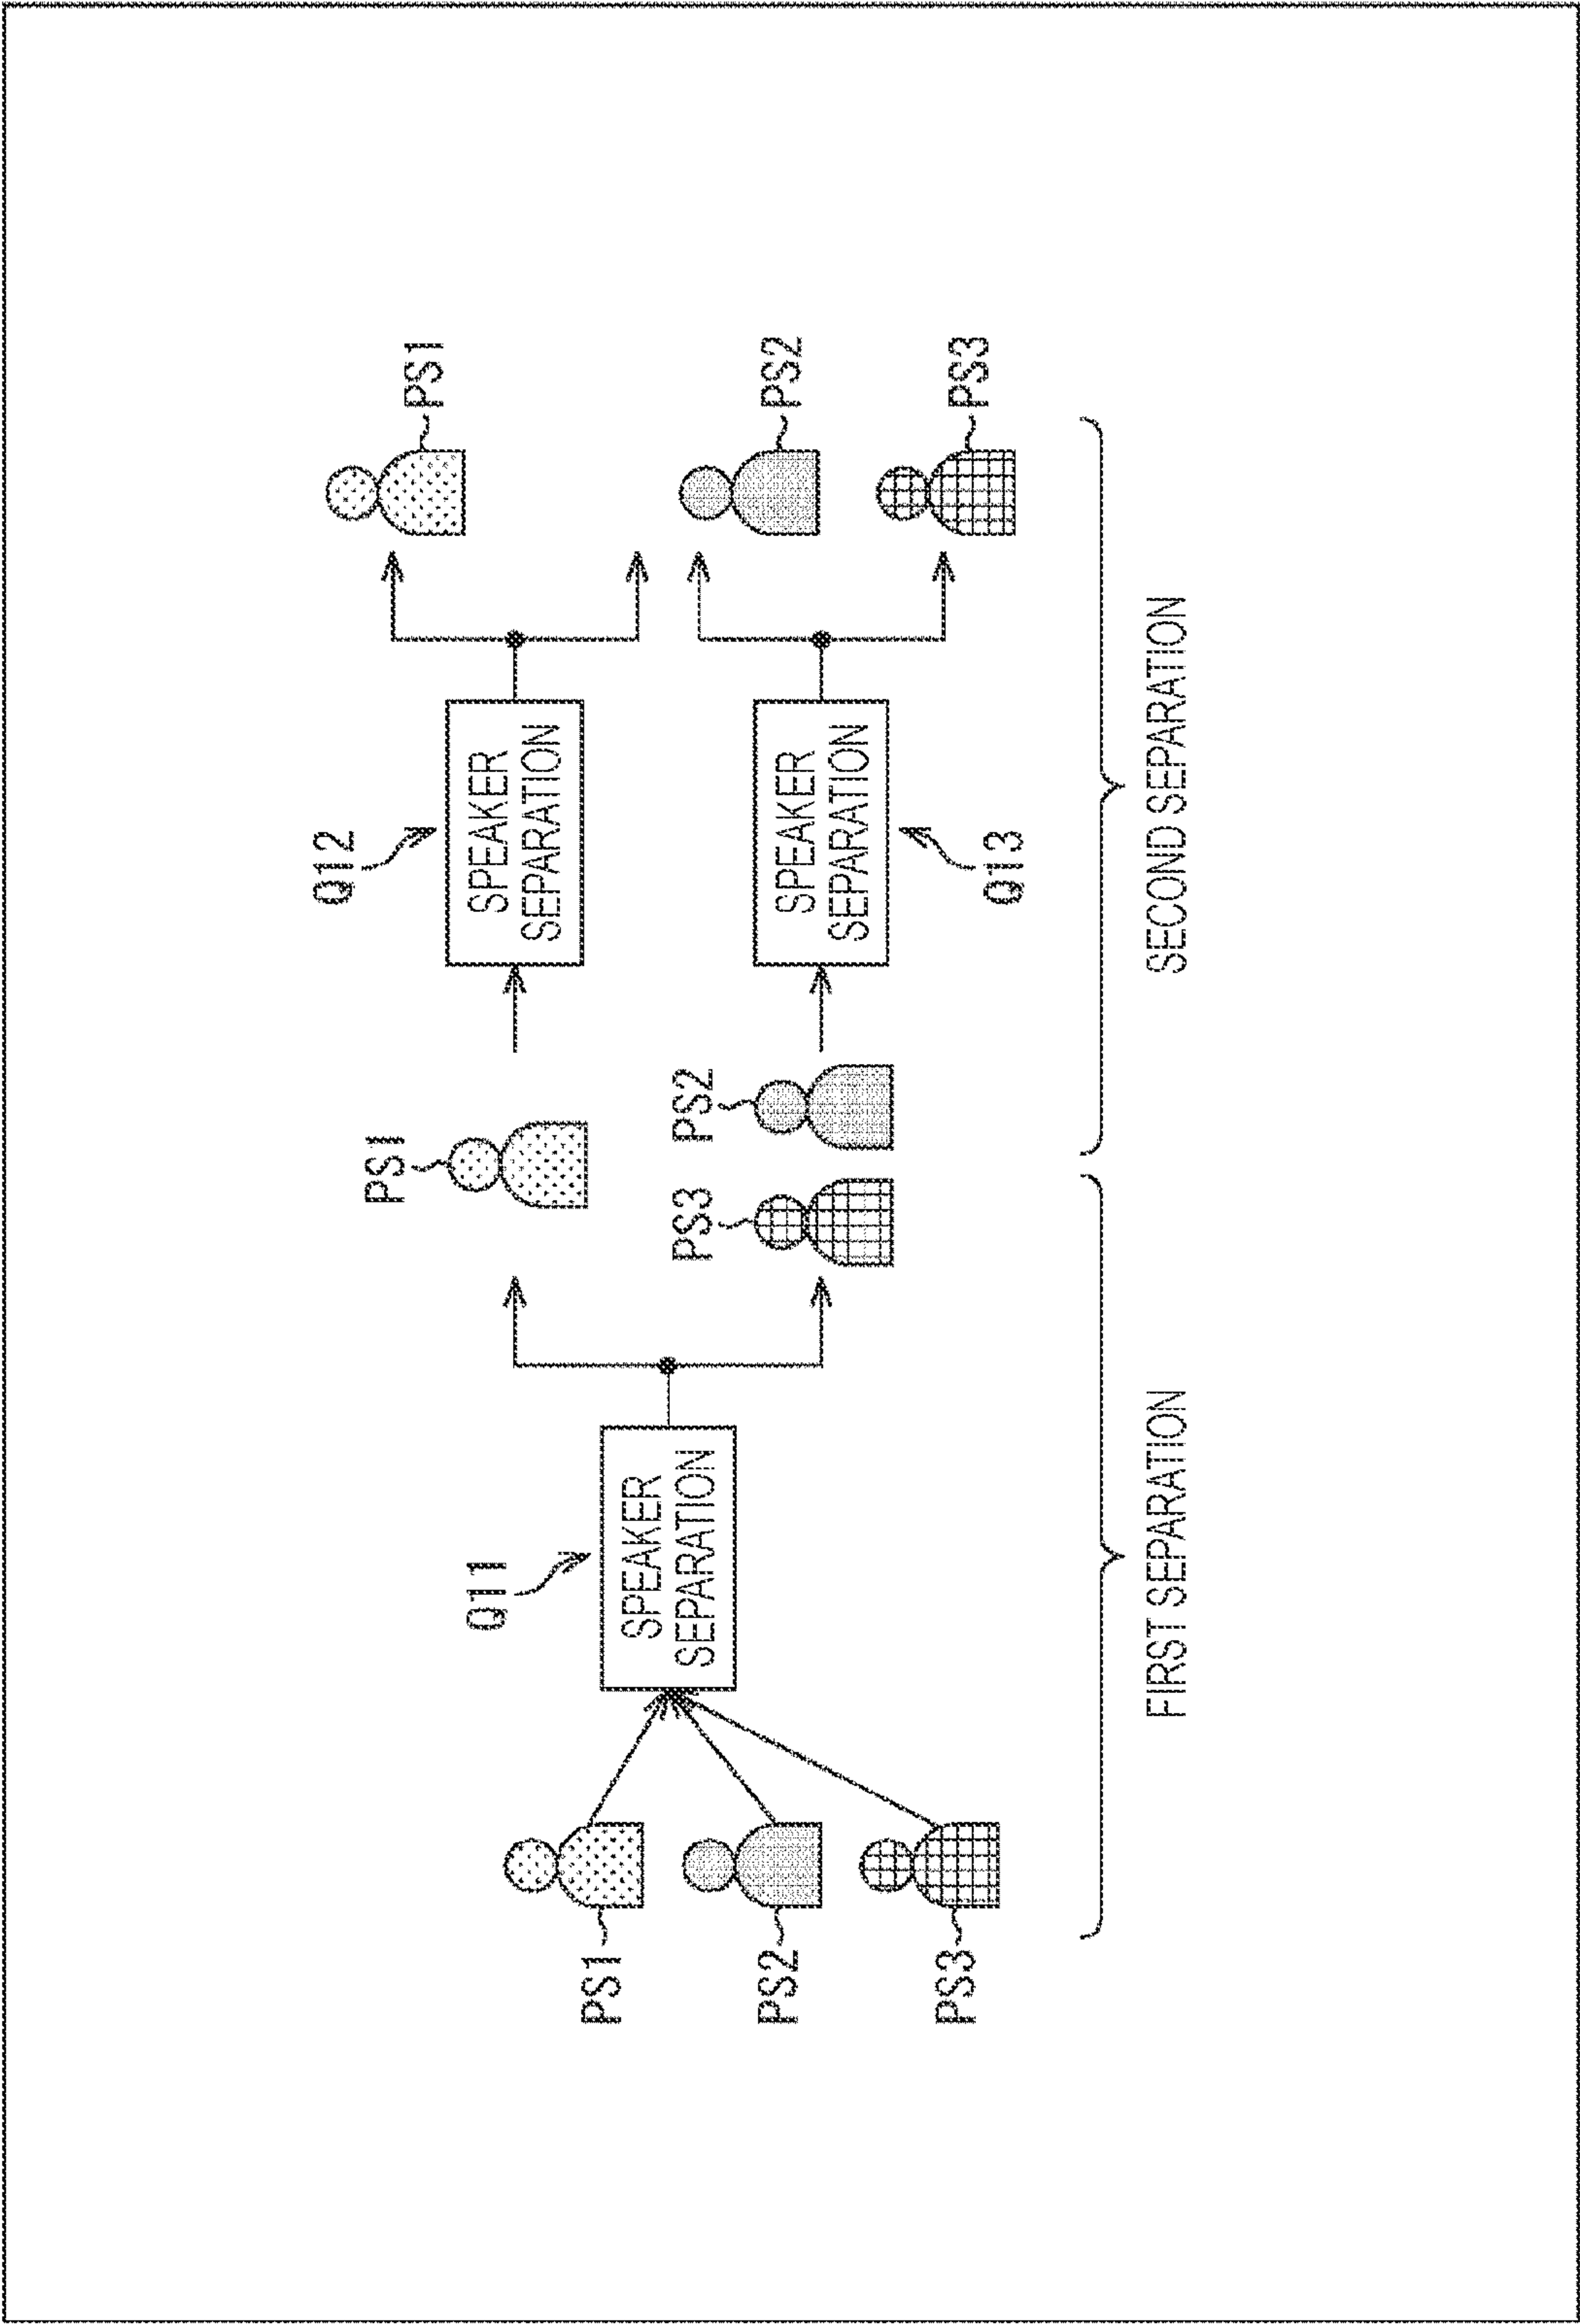 PS1
PS2
PS3
Q11
SPEAKER
SEPARATION
PS1
PS3
PS2
Q12
SPEAKER
SEPARATION
SPEAKER
SEPARATION
Q13
PS1
PS2
PS3
FIRST SEPARATION
SECOND SEPARATION